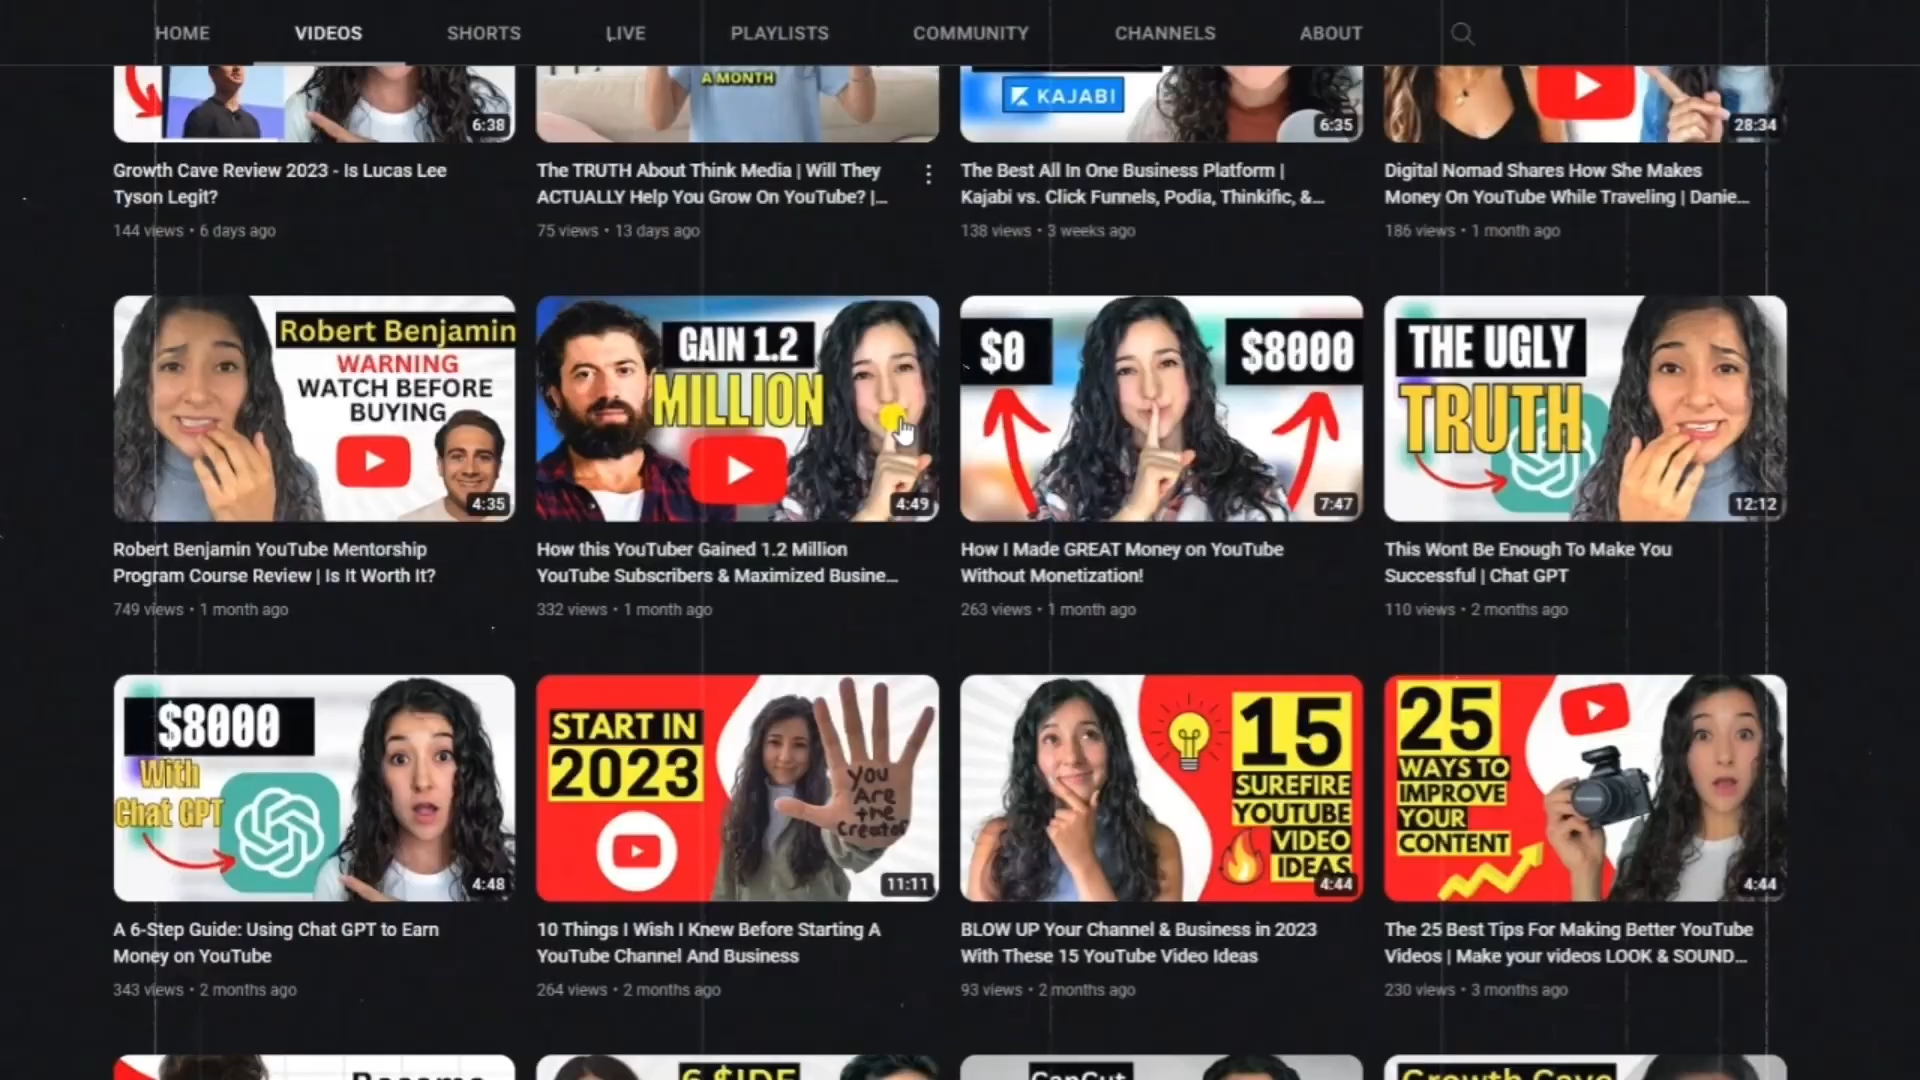 HOME VIDEOS SHORTS LIVE PLAYLISTS COMMUNITY CHANNELS ABOUT
6:38
A MONTH
KAJABI
6:35
28:34
Growth Cave Review 2023 - Is Lucas Lee
Tyson Legit?
144 views • 6 days ago
The TRUTH About Think Media | Will They
ACTUALLY Help You Grow On YouTube? |...
75 views • 13 days ago
The Best All In One Business Platform |
Kajabi vs. Click Funnels, Podia, Thinkific, &...
138 views • 3 weeks ago
Digital Nomad Shares How She Makes
Money On YouTube While Traveling | Danie...
186 views • 1 month ago
Robert Benjamin
WARNING
WATCH BEFORE
BUYING
4:35
GAIN 1.2
MILLION
4:49
$0
$8000
7:47
THE UGLY
TRUTH
12:12
Robert Benjamin YouTube Mentorship
Program Course Review | Is It Worth It?
749 views • 1 month ago
How this YouTuber Gained 1.2 Million
YouTube Subscribers & Maximized Busine...
332 views • 1 month ago
How I Made GREAT Money on YouTube
Without Monetization!
263 views • 1 month ago
This Wont Be Enough To Make You
Successful | Chat GPT
110 views • 2 months ago
$8000
With
Chat GPT
4:48
START IN
2023
You
Are
the
Creator
11:11
15
SUREFIRE
YOUTUBE
VIDEO
IDEAS
4:44
25
WAYS TO
IMPROVE
YOUR
CONTENT
4:44
A 6-Step Guide: Using Chat GPT to Earn
Money on YouTube
343 views • 2 months ago
10 Things I Wish I Knew Before Starting A
YouTube Channel And Business
264 views • 2 months ago
BLOW UP Your Channel & Business in 2023
With These 15 YouTube Video Ideas
93 views • 2 months ago
The 25 Best Tips For Making Better YouTube
Videos | Make your videos LOOK & SOUND...
230 views • 3 months ago
Become
6 $IDE
CapCut
Growth Cave